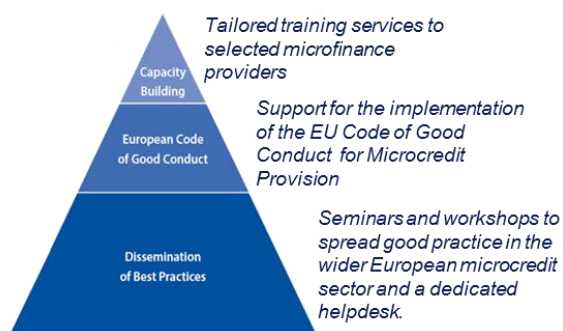 Tailored training services to
selected microfinance
providers
Capacity
Building
Support for the implementation
of the EU Code of Good
Conduct for Microcredit
Provision
European Code
of Good Conduct
Seminars and workshops to
spread good practice in the
wider European microcredit
sector and a dedicated
helpdesk.
Dissemination
of Best Practices